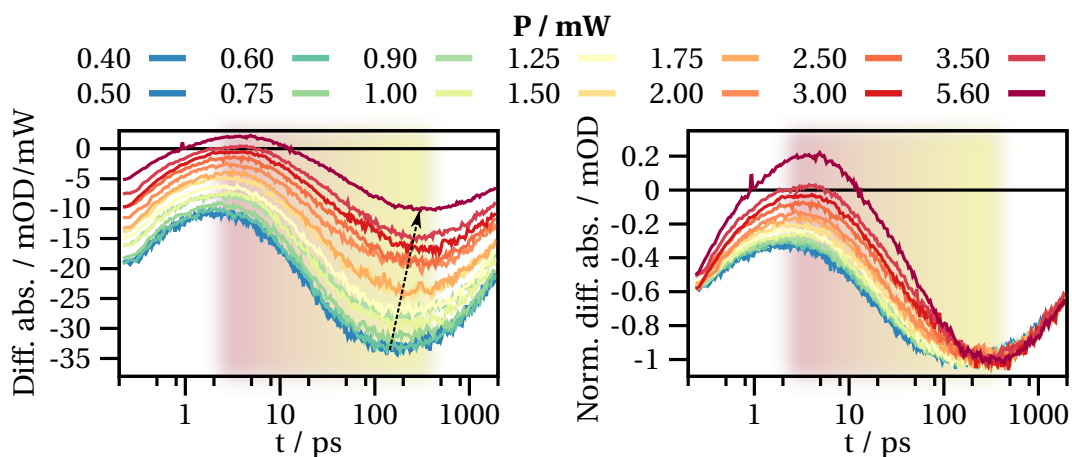 P / mW
0.40 0.60 0.90 1.25 1.75 2.50 3.50
0.50 0.75 1.00 1.50 2.00 3.00 5.60
Diff. abs. / mOD/mW
0
-5
-10
-15
-20
-25
-30
-35
1 10 100 1000
t / ps
Norm. diff. abs. / mOD
0.2
0
-0.2
-0.4
-0.6
-0.8
-1
1 10 100 1000
t / ps